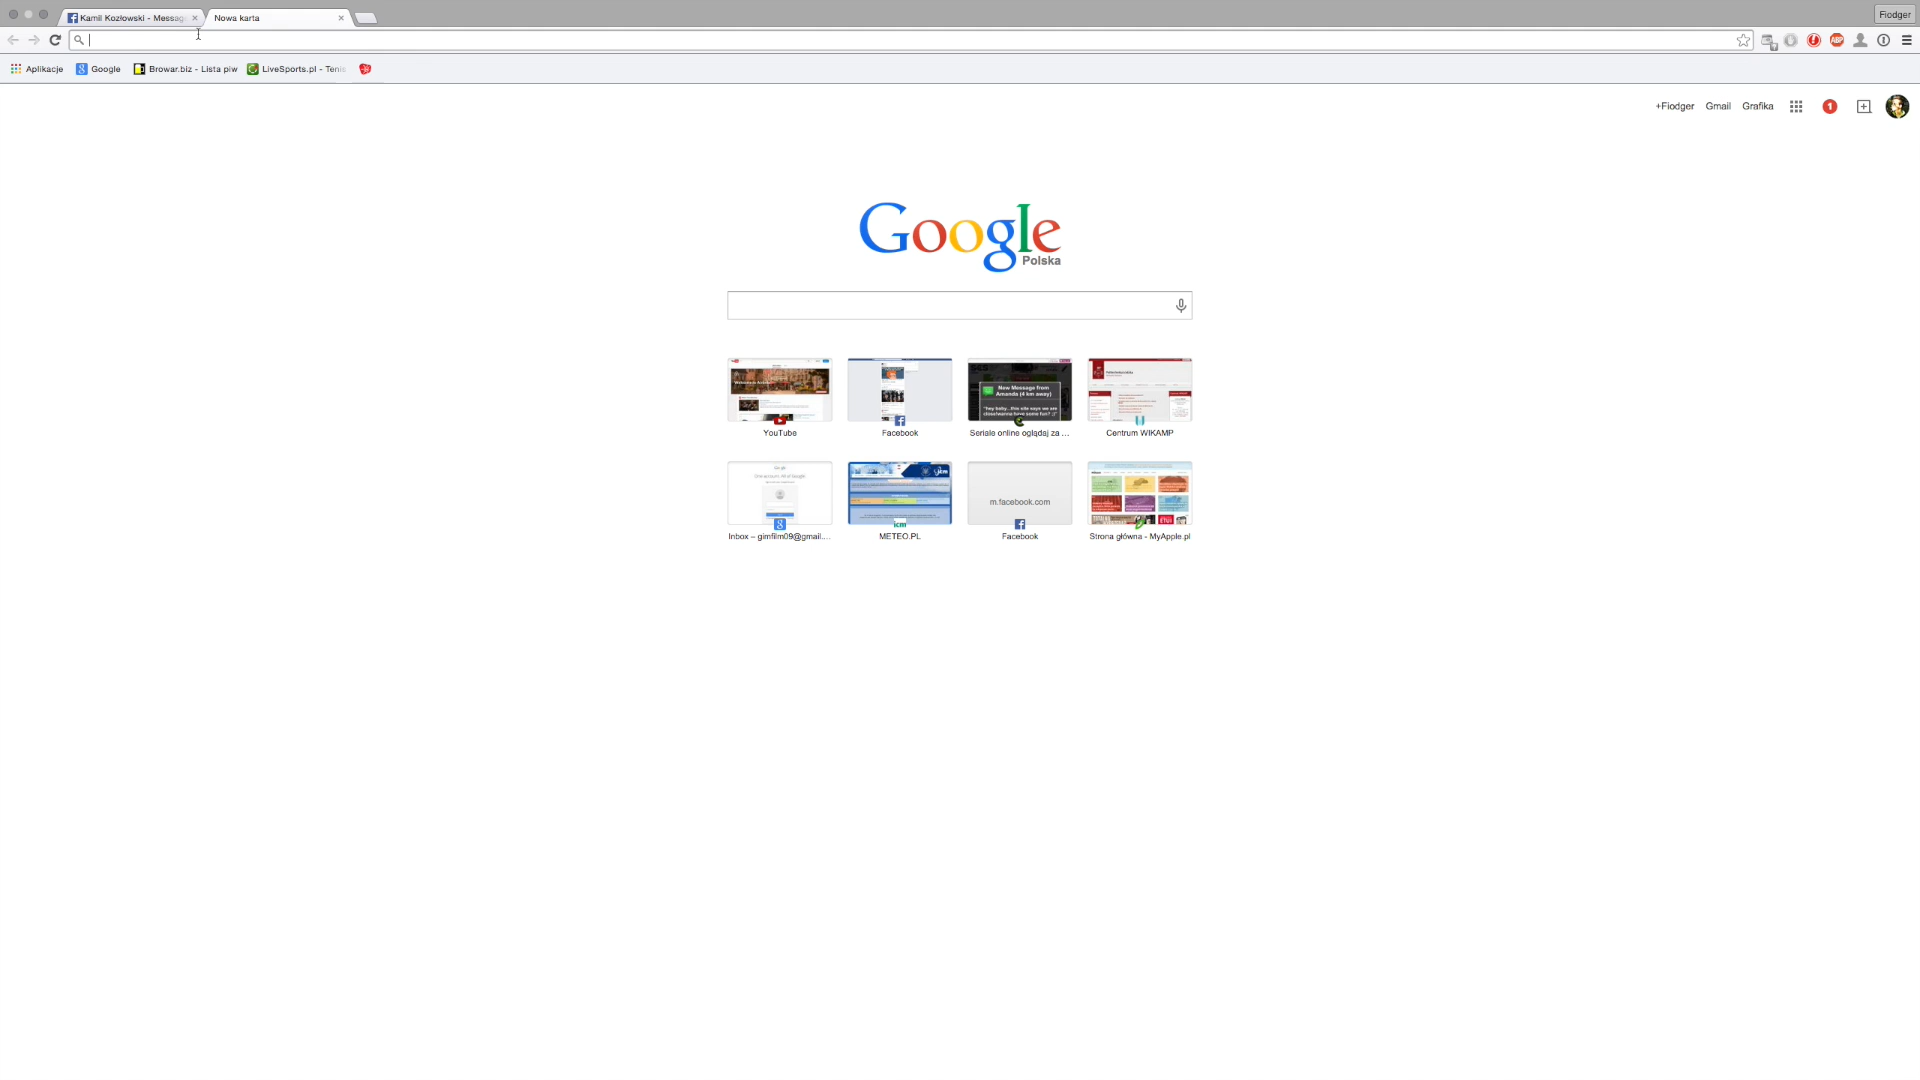 Kamil Kozłowski - Messag
Nowa karta
Fiodger
ABP
Aplikacje
Google
Browar.biz - Lista piw
LiveSports.pl - Tenis
+Fiodger
Gmail
Grafika
1
Google
Polska
New Message from
Amanda (4 km away)
"hey baby...this site says we are
close!wanna have some fun? ;)"
YouTube
Facebook
Seriale online oglądaj za ...
Centrum WIKAMP
m.facebook.com
Inbox – gimfilm09@gmail....
METEO.PL
Facebook
Strona główna - MyApple.pl